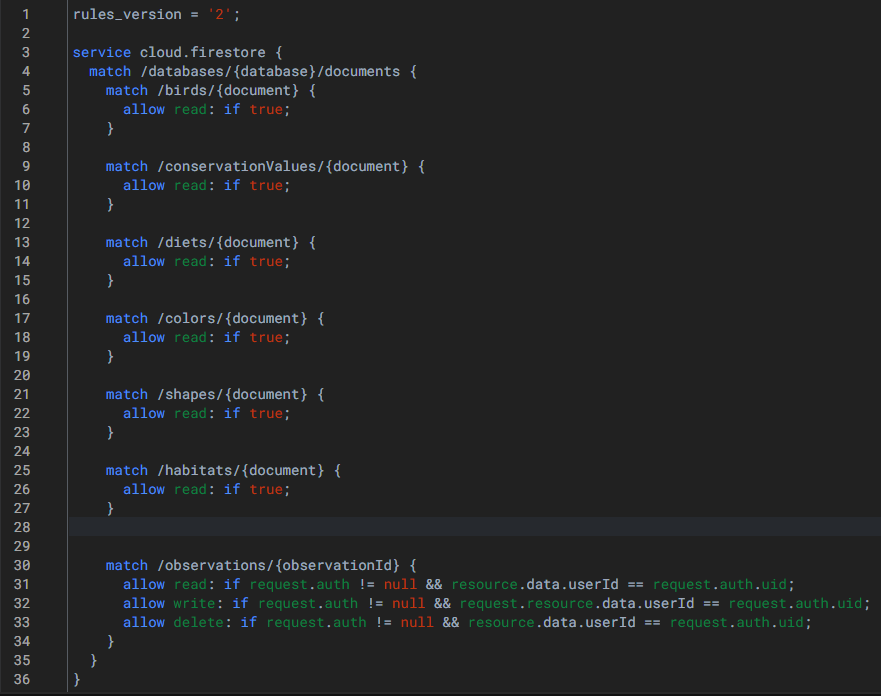 1 rules_version = '2';
2
3 service cloud.firestore {
4   match /databases/{database}/documents {
5     match /birds/{document} {
6       allow read: if true;
7     }
8
9     match /conservationValues/{document} {
10       allow read: if true;
11     }
12
13     match /diets/{document} {
14       allow read: if true;
15     }
16
17     match /colors/{document} {
18       allow read: if true;
19     }
20
21     match /shapes/{document} {
22       allow read: if true;
23     }
24
25     match /habitats/{document} {
26       allow read: if true;
27     }
28
29
30     match /observations/{observationId} {
31       allow read: if request.auth != null && resource.data.userId == request.auth.uid;
32       allow write: if request.auth != null && request.resource.data.userId == request.auth.uid;
33       allow delete: if request.auth != null && resource.data.userId == request.auth.uid;
34     }
35   }
36 }